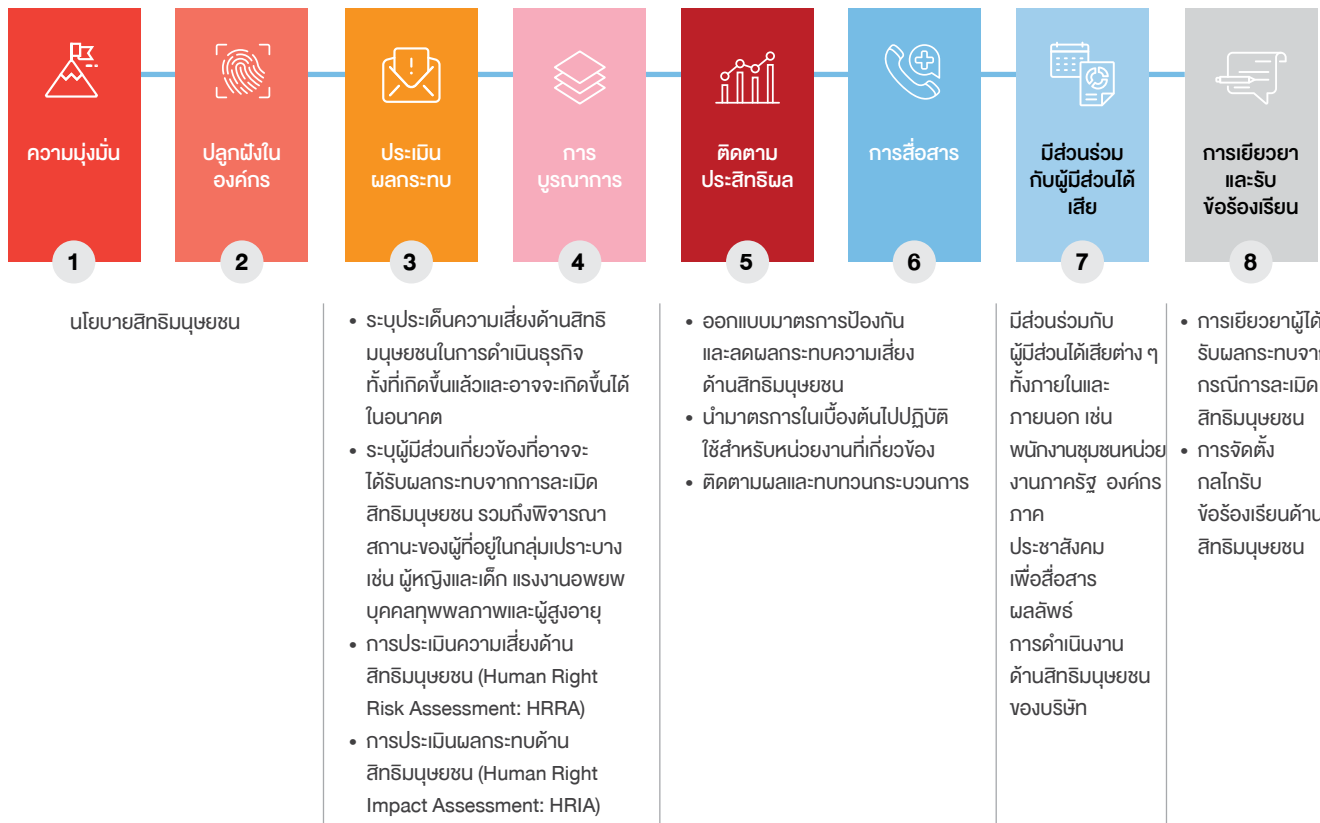 ความมุ่งมั่น
1
ปลูกฝังใน
องค์กร
2
ประเมิน
ผลกระทบ
3
การ
บูรณาการ
4
ติดตาม
ประสิทธิผล
5
การสื่อสาร
6
มีส่วนร่วม
กับผู้มีส่วนได้
เสีย
7
การเยียวยา
และรับ
ข้อร้องเรียน
8
นโยบายสิทธิมนุษยชน
• ระบุประเด็นความเสี่ยงด้านสิทธิ
มนุษยชนในการดำเนินธุรกิจ
ทั้งที่เกิดขึ้นแล้วและอาจจะเกิดขึ้นได้
ในอนาคต
• ระบุผู้มีส่วนเกี่ยวข้องที่อาจจะ
ได้รับผลกระทบจากการละเมิด
สิทธิมนุษยชน รวมถึงพิจารณา
สถานะของผู้ที่อยู่ในกลุ่มเปราะบาง
เช่น ผู้หญิงและเด็ก แรงงานอพยพ
บุคคลทุพพลภาพและผู้สูงอายุ
• การประเมินความเสี่ยงด้าน
สิทธิมนุษยชน (Human Right
Risk Assessment: HRRA)
• การประเมินผลกระทบด้าน
สิทธิมนุษยชน (Human Right
Impact Assessment: HRIA)
• ออกแบบมาตรการป้องกัน
และลดผลกระทบความเสี่ยง
ด้านสิทธิมนุษยชน
• นำมาตรการในเบื้องต้นไปปฏิบัติ
ใช้สำหรับหน่วยงานที่เกี่ยวข้อง
• ติดตามผลและทบทวนกระบวนการ
มีส่วนร่วมกับ
ผู้มีส่วนได้เสียต่าง ๆ
ทั้งภายในและ
ภายนอก เช่น
พนักงานชุมชนหน่วย
งานภาครัฐ องค์กร
ภาค
ประชาสังคม
เพื่อสื่อสาร
ผลลัพธ์
การดำเนินงาน
ด้านสิทธิมนุษยชน
ของบริษัท
• การเยียวยาผู้ได้
รับผลกระทบจาก
กรณีการละเมิด
สิทธิมนุษยชน
• การจัดตั้ง
กลไกรับ
ข้อร้องเรียนด้าน
สิทธิมนุษยชน